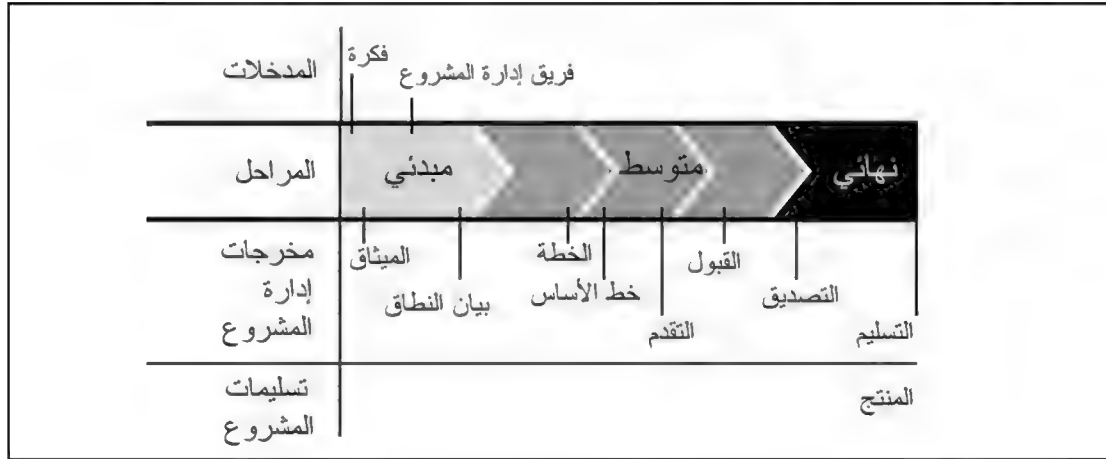 المدخلات
فكرة
فريق إدارة المشروع
المراحل
مبدئي
متوسط
نهائي
مخرجات
إدارة
المشروع
الميثاق
بيان النطاق
الخطة
خط الأساس
التقدم
القبول
التصديق
التسليم
تسليمات
المشروع
المنتج